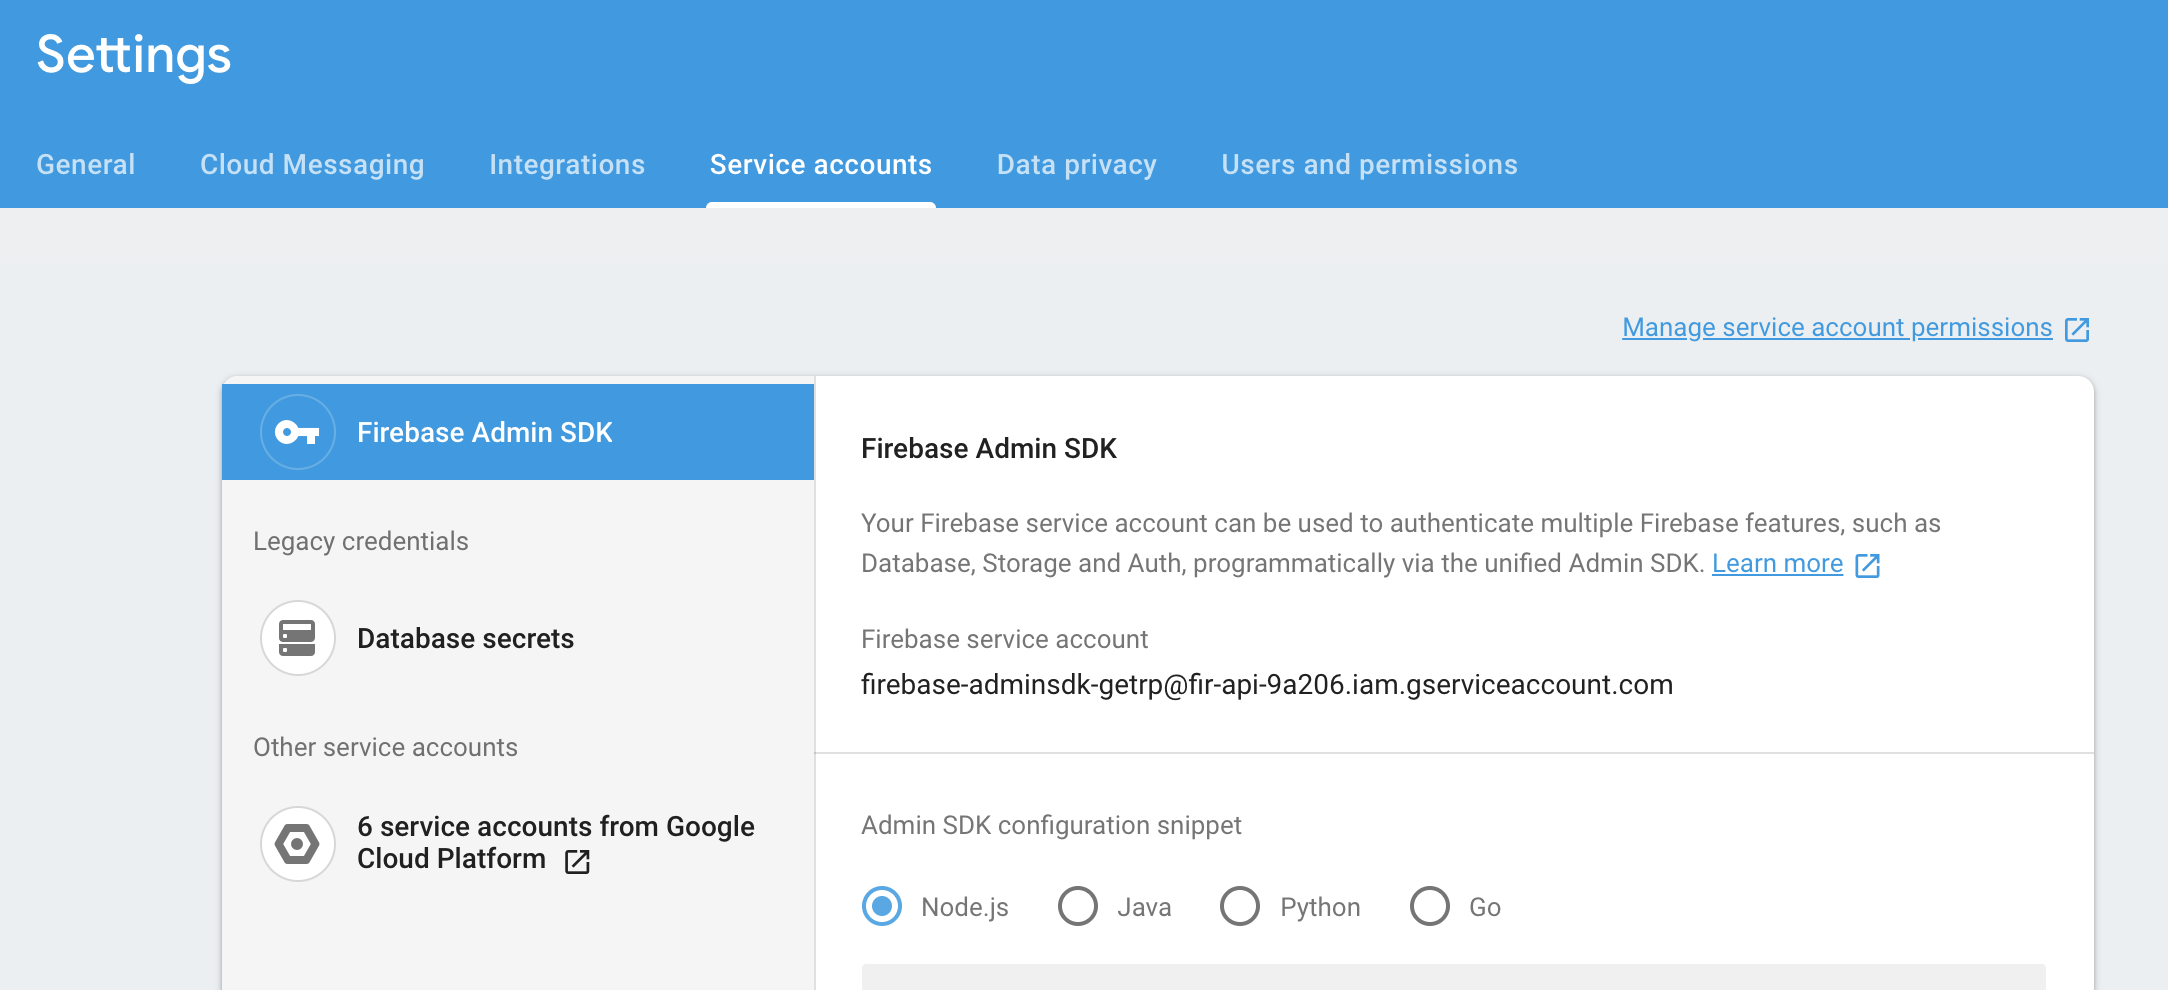 Settings
General Cloud Messaging Integrations Service accounts Data privacy Users and permissions
Manage service account permissions
Firebase Admin SDK
Legacy credentials
Database secrets
Other service accounts
6 service accounts from Google
Cloud Platform
Firebase Admin SDK
Your Firebase service account can be used to authenticate multiple Firebase features, such as
Database, Storage and Auth, programmatically via the unified Admin SDK. Learn more
Firebase service account
firebase-adminsdk-getrp@fir-api-9a206.iam.gserviceaccount.com
Admin SDK configuration snippet
Node.js Java Python Go